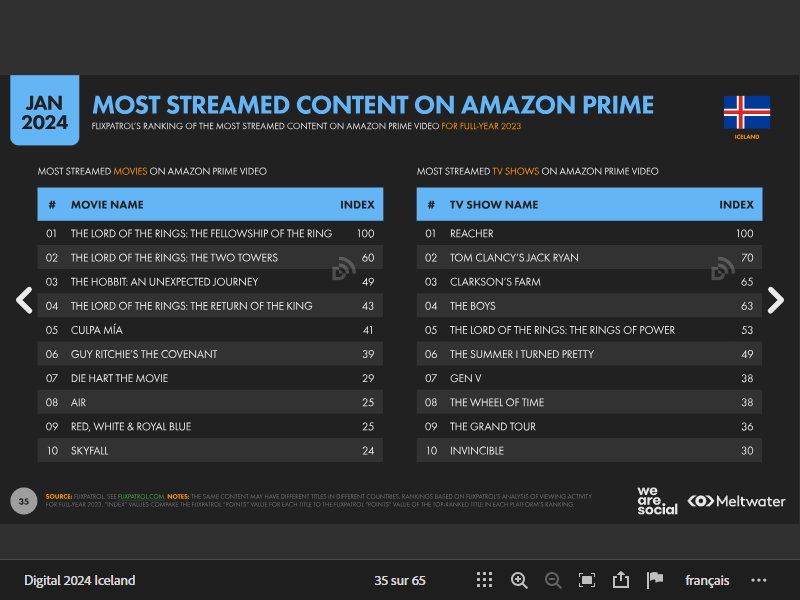 JAN
2024
MOST STREAMED CONTENT ON AMAZON PRIME
FLIXPATROL'S RANKING OF THE MOST STREAMED CONTENT ON AMAZON PRIME VIDEO FOR FULL-YEAR 2023
ICELAND
MOST STREAMED MOVIES ON AMAZON PRIME VIDEO
# MOVIE NAME INDEX
01 THE LORD OF THE RINGS: THE FELLOWSHIP OF THE RING 100
02 THE LORD OF THE RINGS: THE TWO TOWERS 60
03 THE HOBBIT: AN UNEXPECTED JOURNEY 49
04 THE LORD OF THE RINGS: THE RETURN OF THE KING 43
05 CULPA MÍA 41
06 GUY RITCHIE'S THE COVENANT 39
07 DIE HART THE MOVIE 29
08 AIR 25
09 RED, WHITE & ROYAL BLUE 25
10 SKYFALL 24
MOST STREAMED TV SHOWS ON AMAZON PRIME VIDEO
# TV SHOW NAME INDEX
01 REACHER 100
02 TOM CLANCY'S JACK RYAN 70
03 CLARKSON'S FARM 65
04 THE BOYS 63
05 THE LORD OF THE RINGS: THE RINGS OF POWER 53
06 THE SUMMER I TURNED PRETTY 49
07 GEN V 38
08 THE WHEEL OF TIME 38
09 THE GRAND TOUR 36
10 INVINCIBLE 30
35
SOURCE: FLIXPATROL. SEE FLIXPATROL.COM. NOTES: THE SAME CONTENT MAY HAVE DIFFERENT TITLES IN DIFFERENT COUNTRIES. RANKINGS BASED ON FLIXPATROL'S ANALYSIS OF VIEWING ACTIVITY
FOR FULL-YEAR 2023. "INDEX" VALUES COMPARE THE FLIXPATROL "POINTS" VALUE FOR EACH TITLE TO THE FLIXPATROL "POINTS" VALUE OF THE TOP-RANKED TITLE IN EACH PLATFORM'S RANKING.
we
are
social
Meltwater
Digital 2024 Iceland
35 sur 65
français